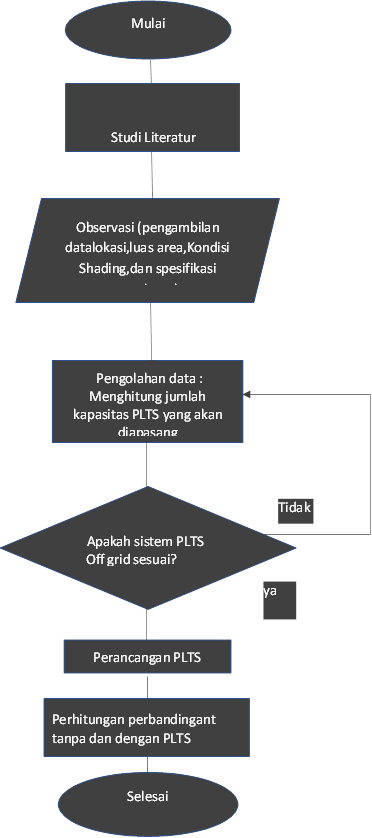 Mulai
Studi Literatur
Observasi (pengambilan
datalokasi,luas area,Kondisi
Shading,dan spesifikasi
Pengolahan data :
Menghitung jumlah
kapasitas PLTS yang akan
dipasang
Tidak
Apakah sistem PLTS
Off grid sesuai?
ya
Perancangan PLTS
Perhitungan perbandingant
tanpa dan dengan PLTS
Selesai